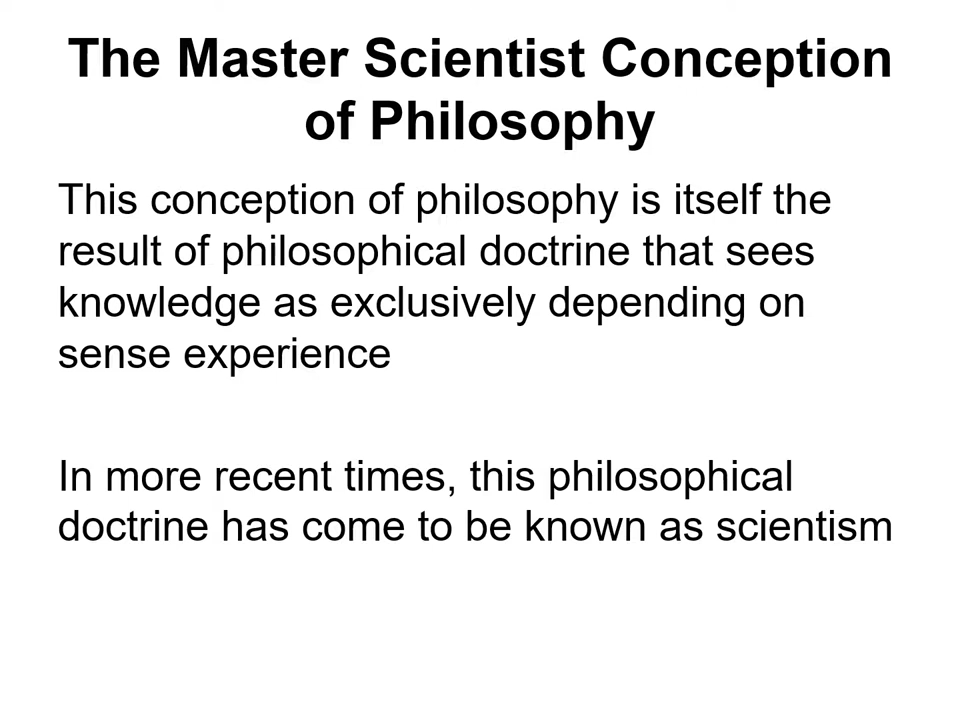 The Master Scientist Conception
of Philosophy
This conception of philosophy is itself the
result of philosophical doctrine that sees
knowledge as exclusively depending on
sense experience
In more recent times, this philosophical
doctrine has come to be known as scientism